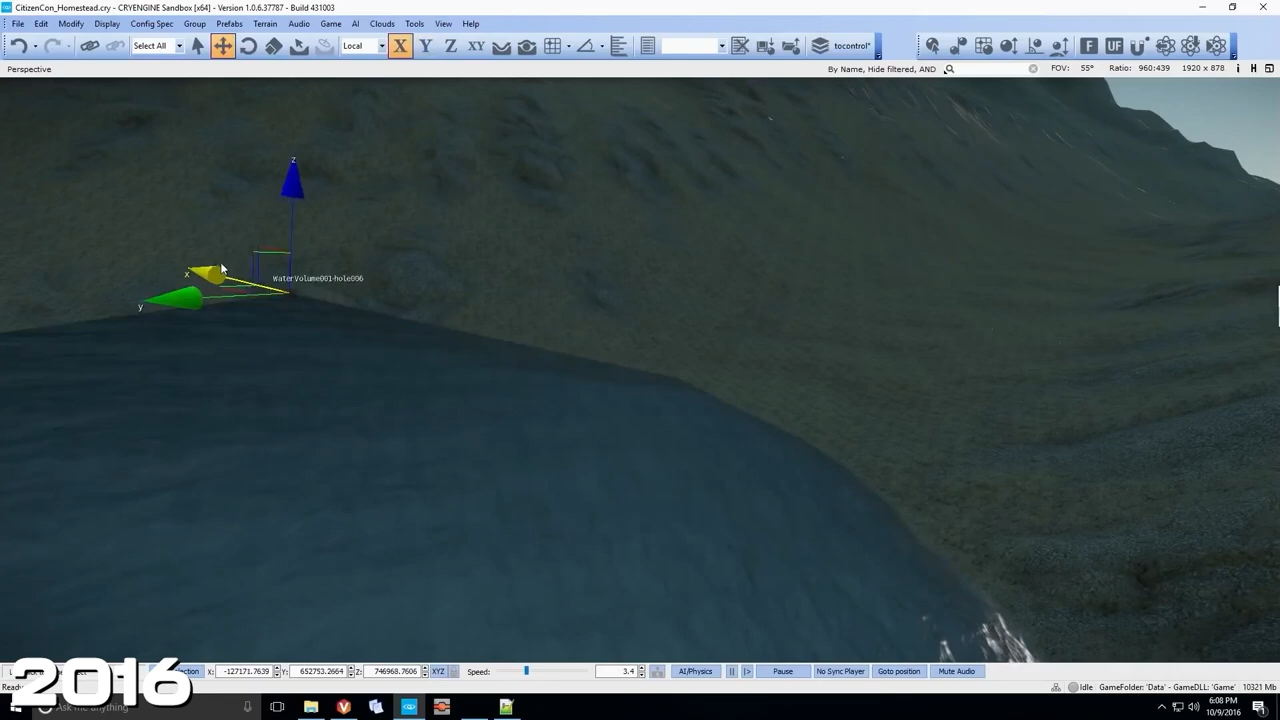 CitizenCon_Homestead.cry - CRYENGINE Sandbox [x64] - Version 1.0.6.37787 - Build 431003
File Edit Modify Display Config Spec Group Prefabs Terrain Audio Game AI Clouds Tools View Help
Select All Local X Y Z XY tocontrol* F UF
Perspective By Name, Hide filtered, AND FOV: 55° Ratio: 960:439 1920 x 878 i H
z
x
WaterVolume001-hole006
y
X: -127171.7639 Y: 652753.2664 Z: 746968.7606 XYZ Speed: 3.4 AI/Physics Pause No Sync Player Goto position Mute Audio
2016
Idle GameFolder: 'Data' - GameDLL: 'Game' 10321 Mb
Ask me anything
6:08 PM
10/9/2016